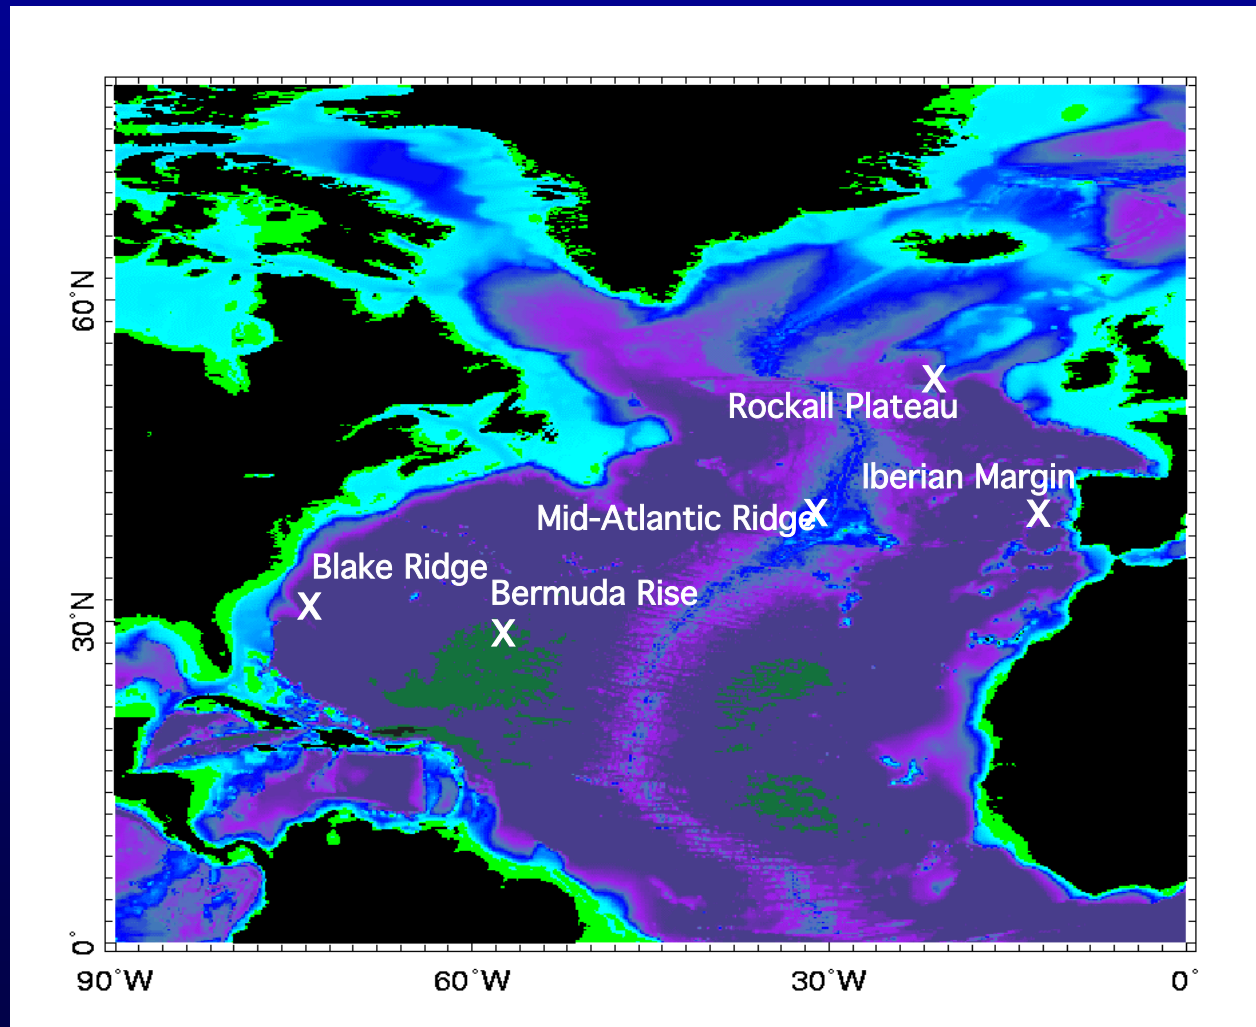 60°N
Rockall Plateau
X
Iberian Margin
X
Mid-Atlantic Ridge
X
Blake Ridge
X
Bermuda Rise
X
30°N
0°
90°W
60°W
30°W
0°